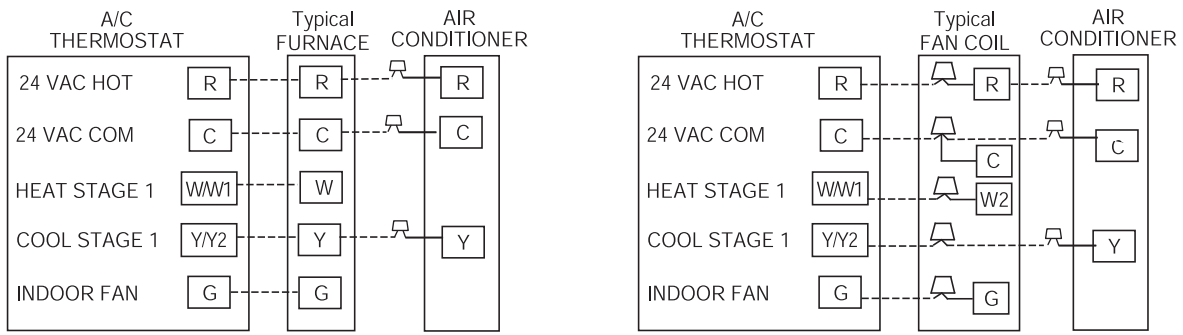 A/C
THERMOSTAT
Typical
FURNACE
AIR
CONDITIONER
24 VAC HOT R R R
24 VAC COM C C C
HEAT STAGE 1 W/W1 W
COOL STAGE 1 Y/Y2 Y Y
INDOOR FAN G G
A/C
THERMOSTAT
Typical
FAN COIL
AIR
CONDITIONER
24 VAC HOT R R R
24 VAC COM C C
C
HEAT STAGE 1 W/W1 W2
COOL STAGE 1 Y/Y2 Y
INDOOR FAN G G